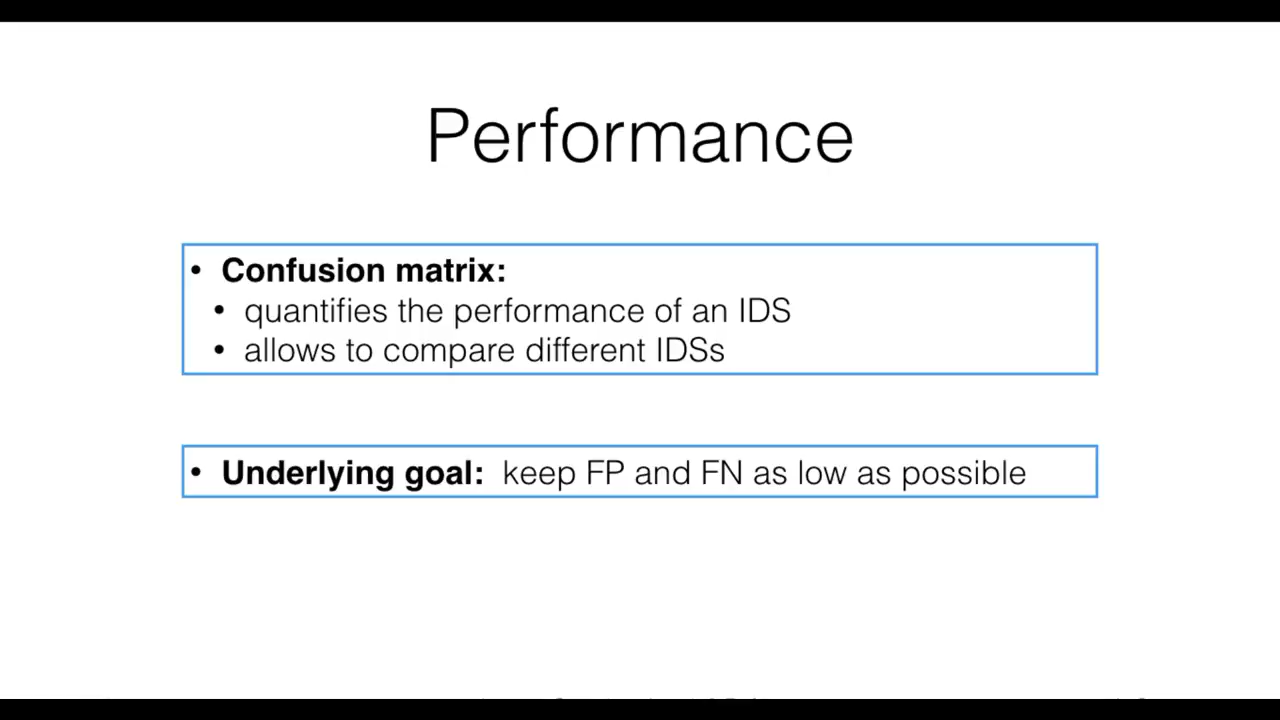 Performance
• Confusion matrix:
• quantifies the performance of an IDS
• allows to compare different IDSs
• Underlying goal: keep FP and FN as low as possible